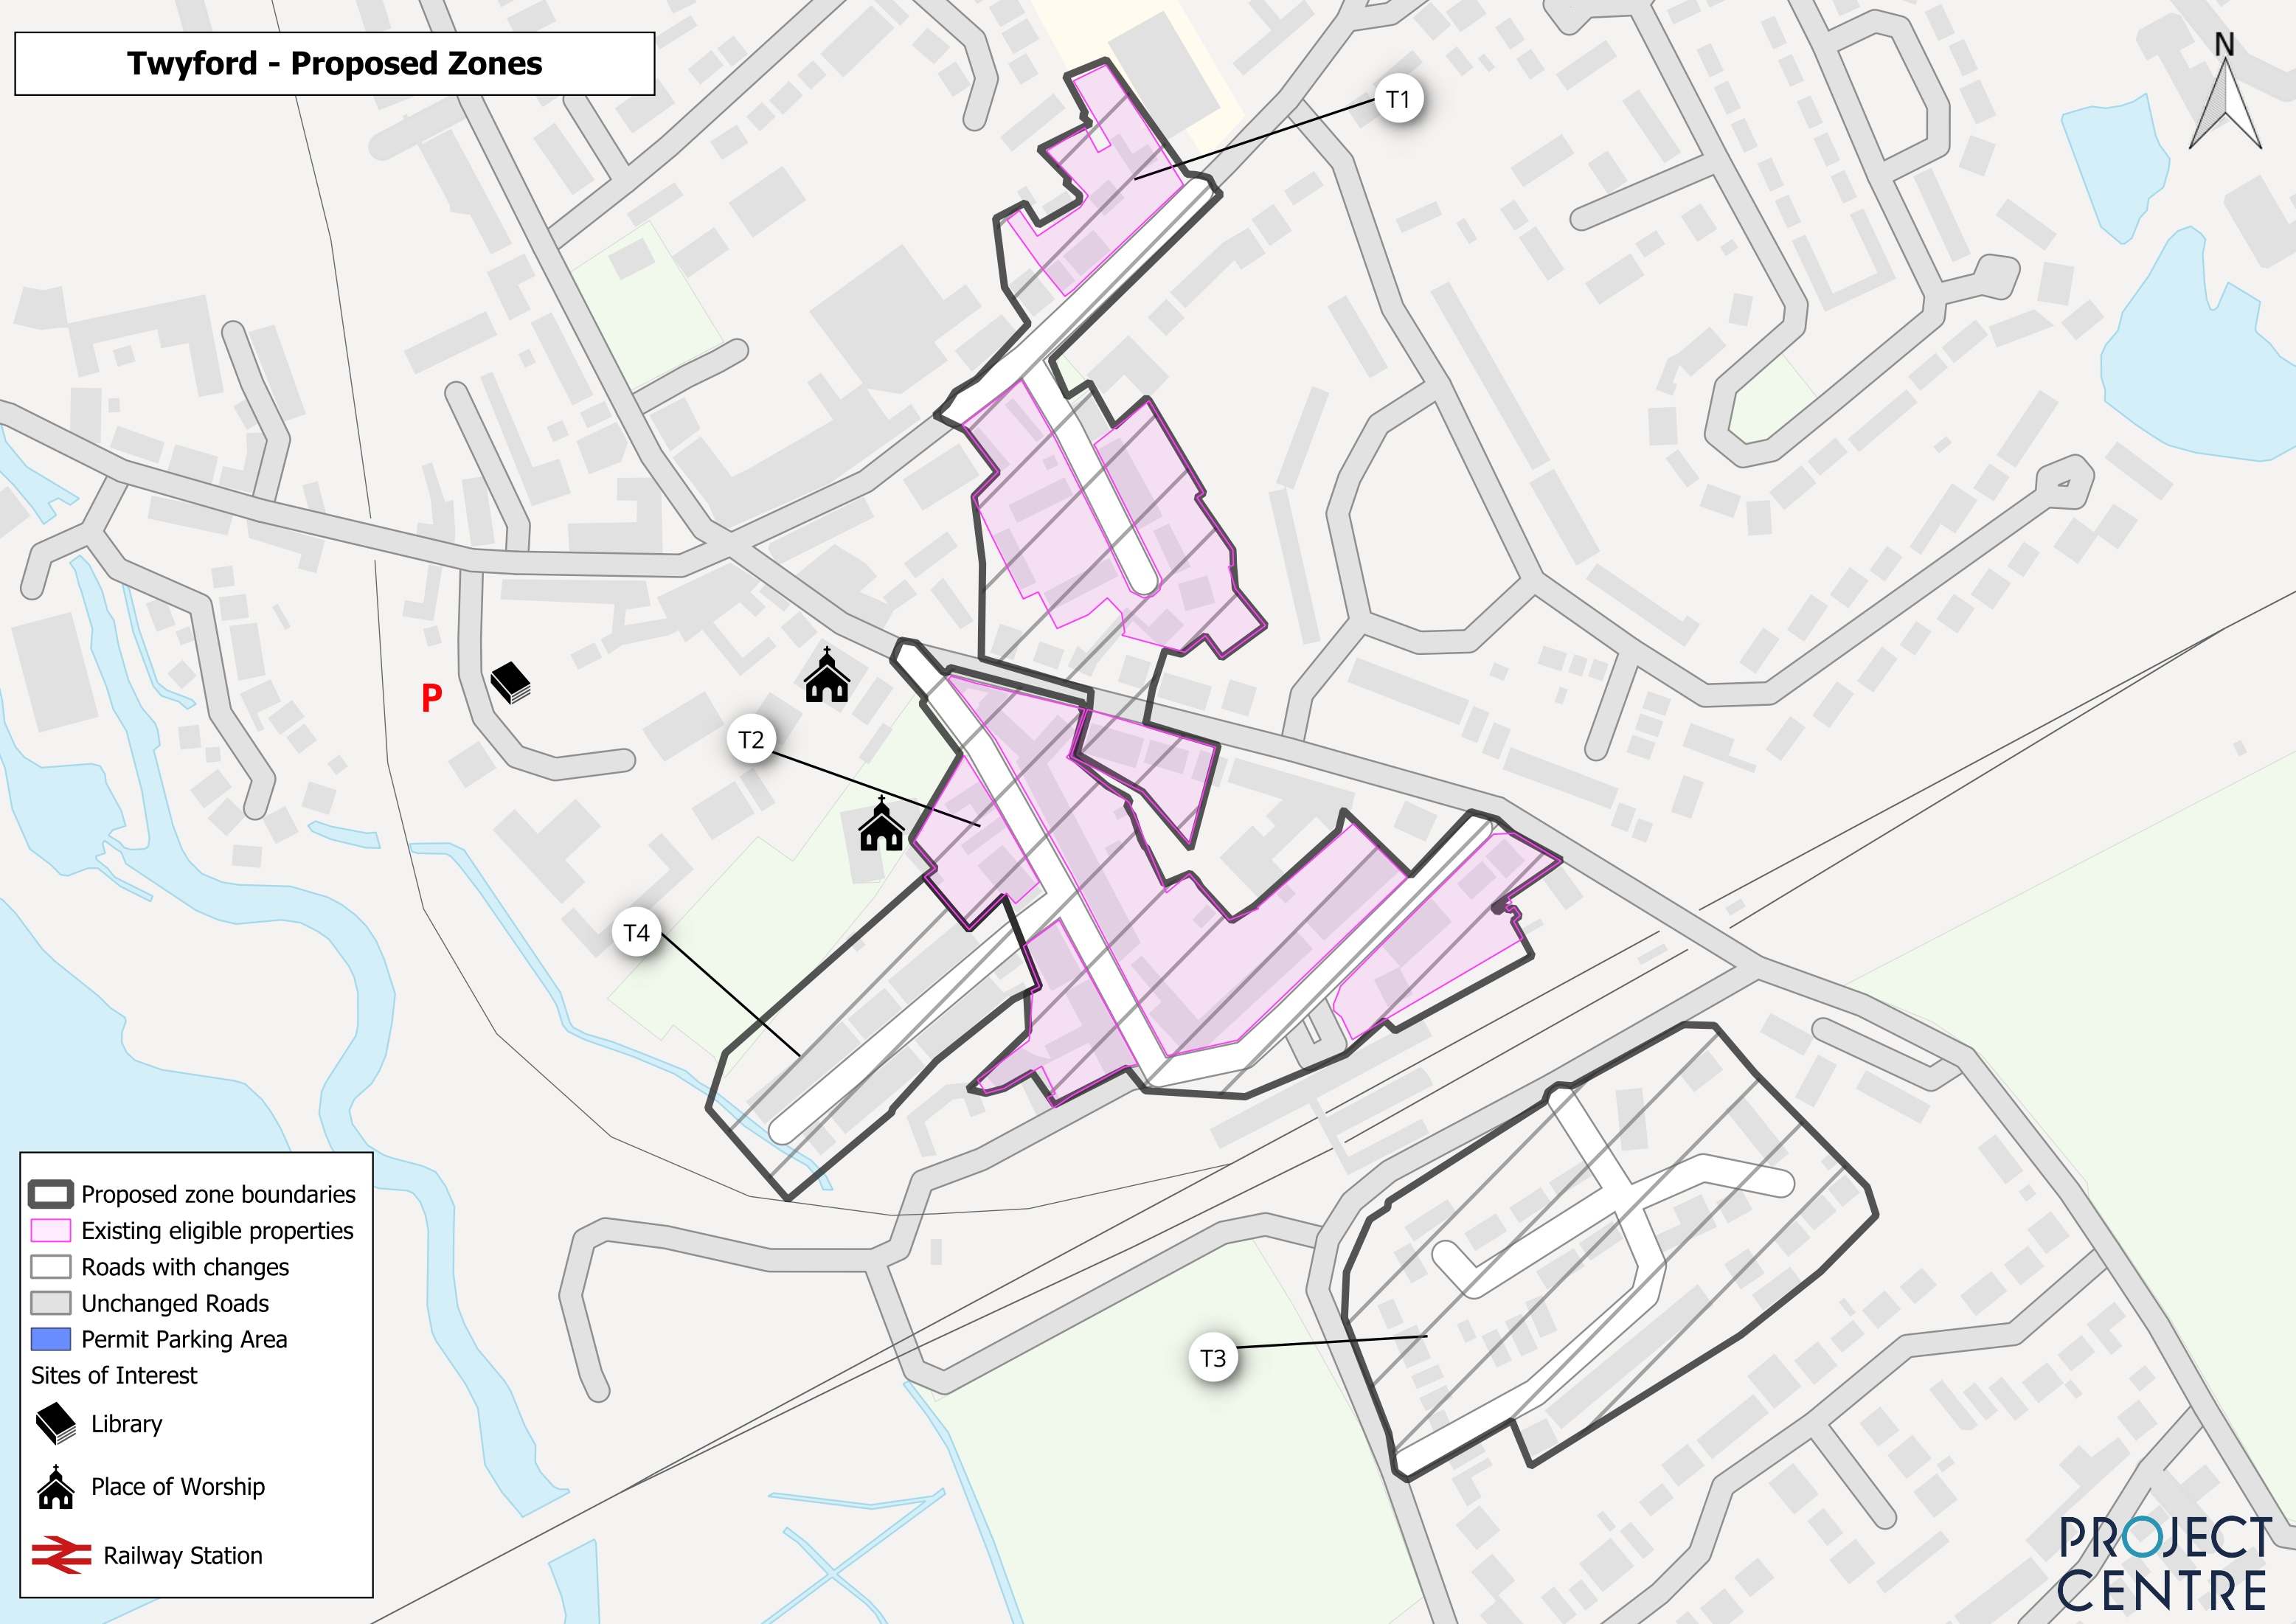 Twyford - Proposed Zones
N
T1
P
T2
T4
T3
Proposed zone boundaries
Existing eligible properties
Roads with changes
Unchanged Roads
Permit Parking Area
Sites of Interest
Library
Place of Worship
Railway Station
PROJECT
CENTRE